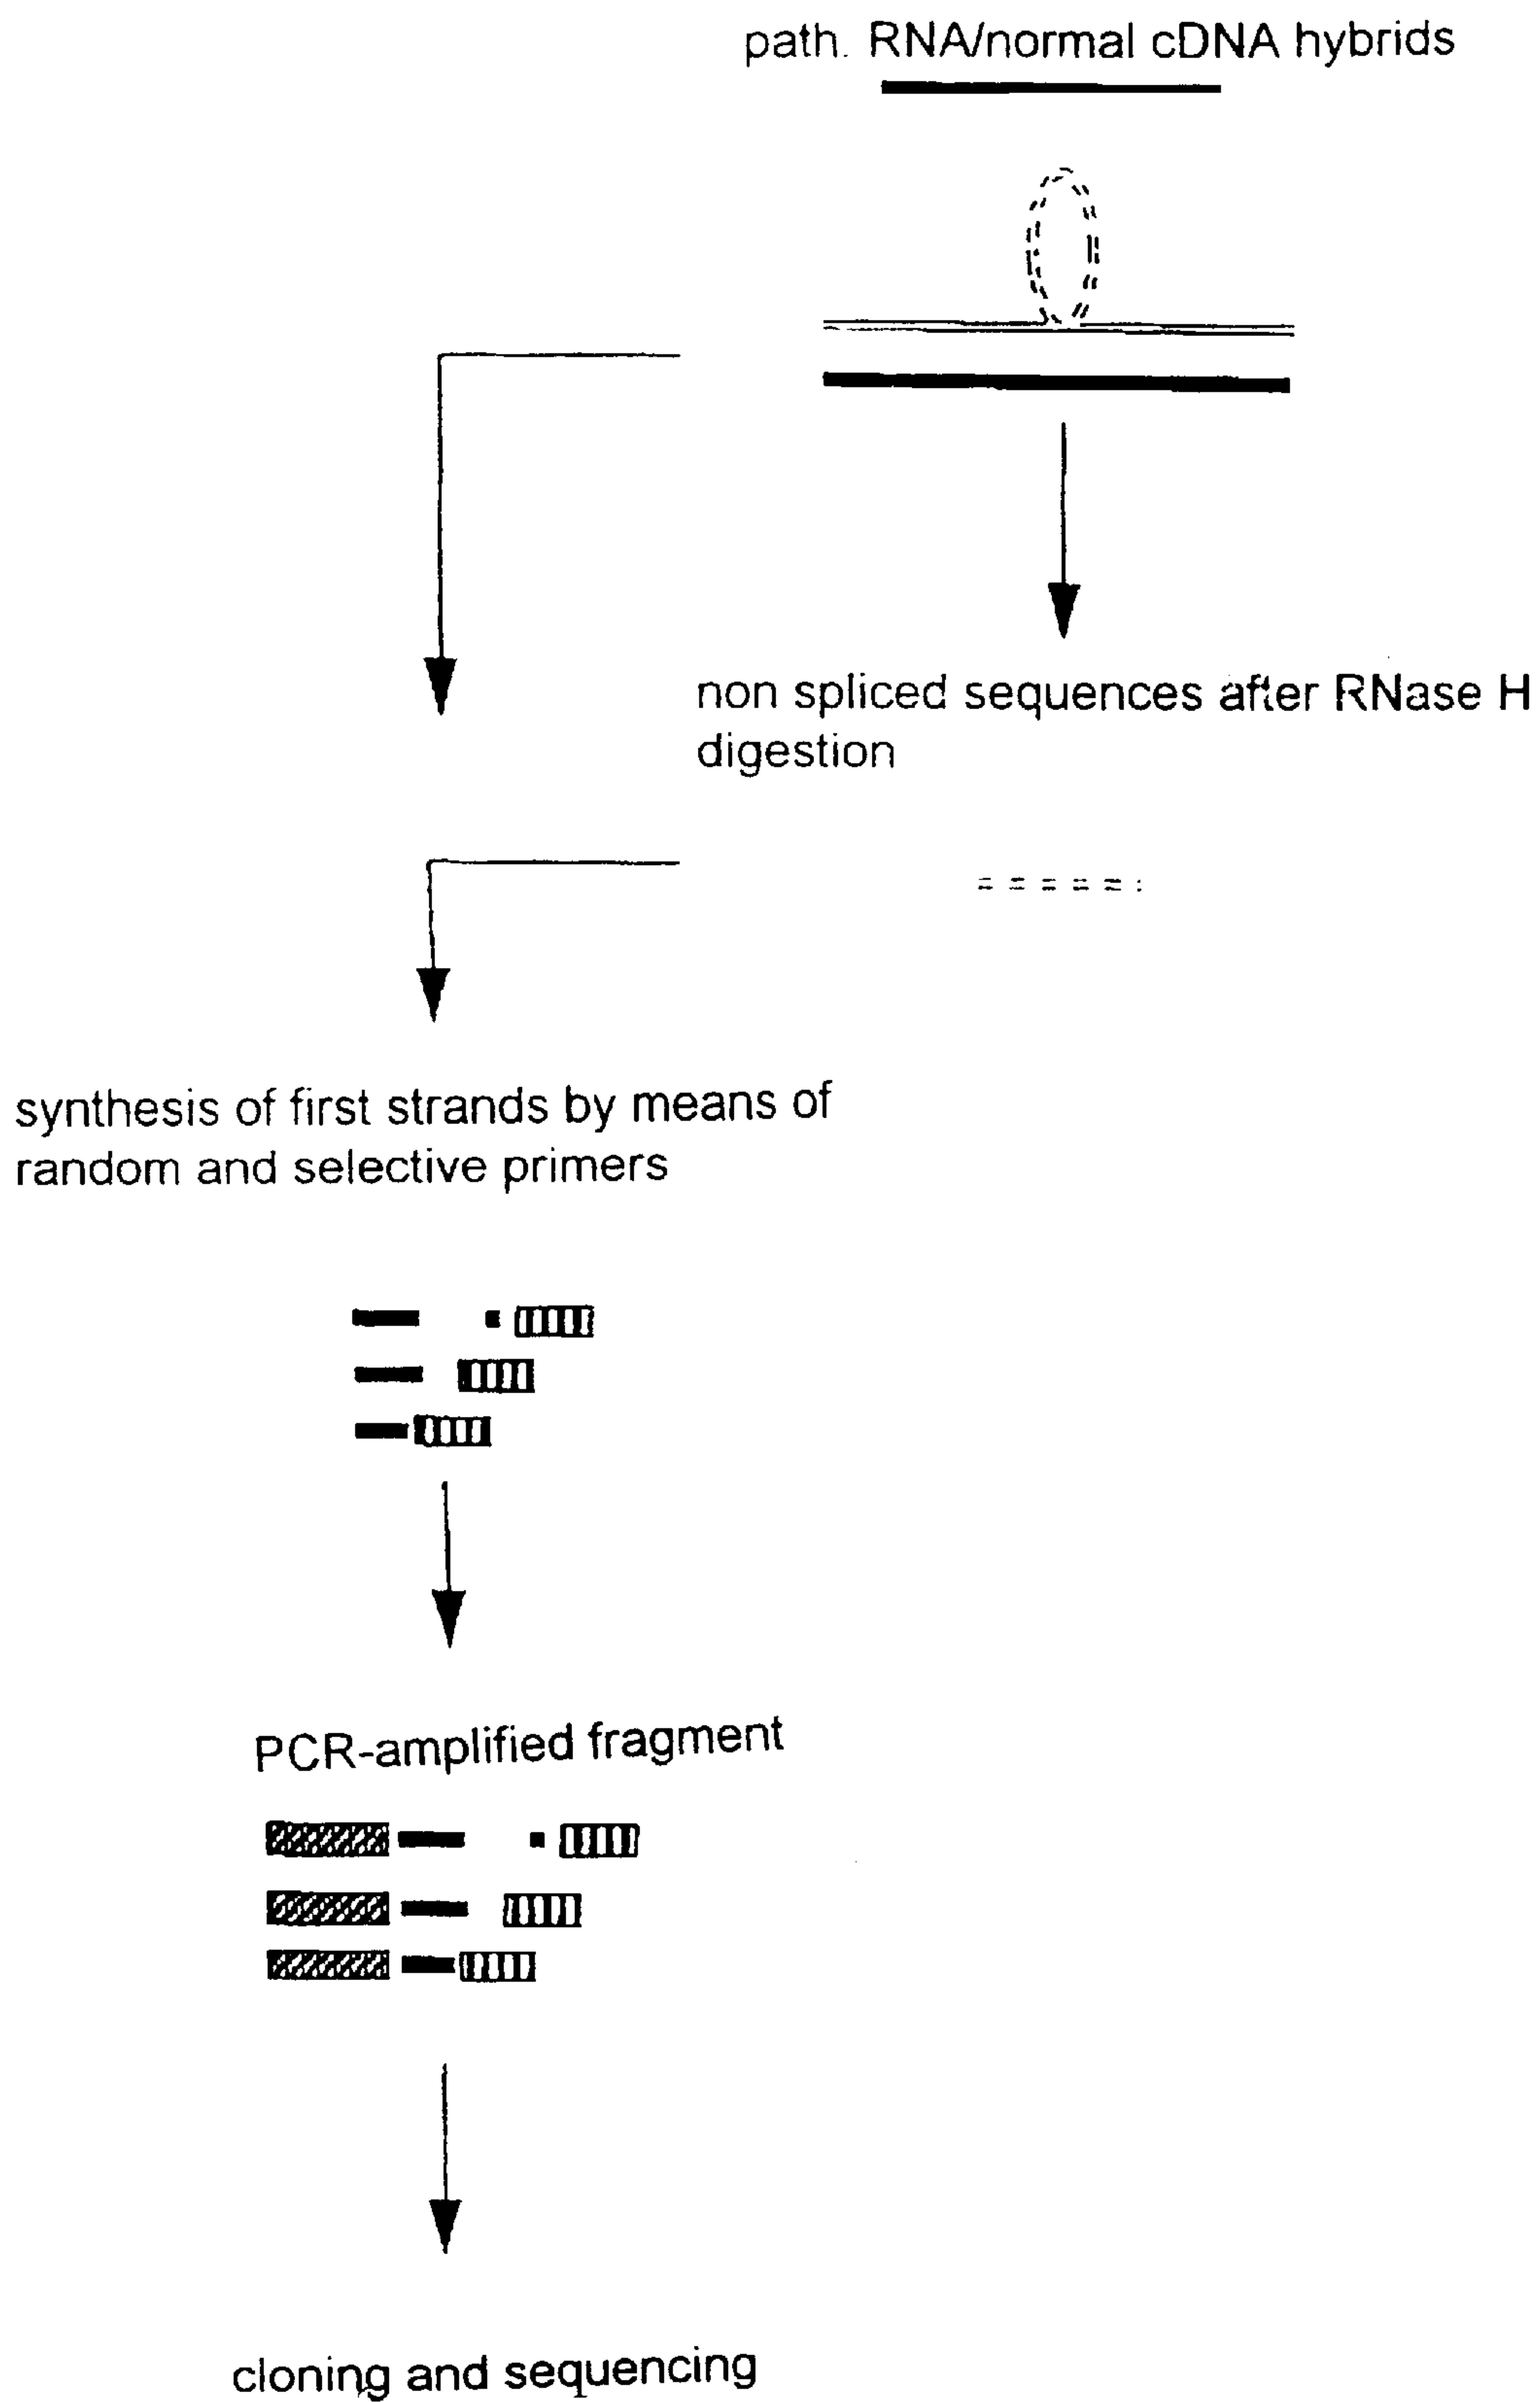 path. RNA/normal cDNA hybrids
non spliced sequences after RNase H
digestion
synthesis of first strands by means of
random and selective primers
PCR-amplified fragment
cloning and sequencing